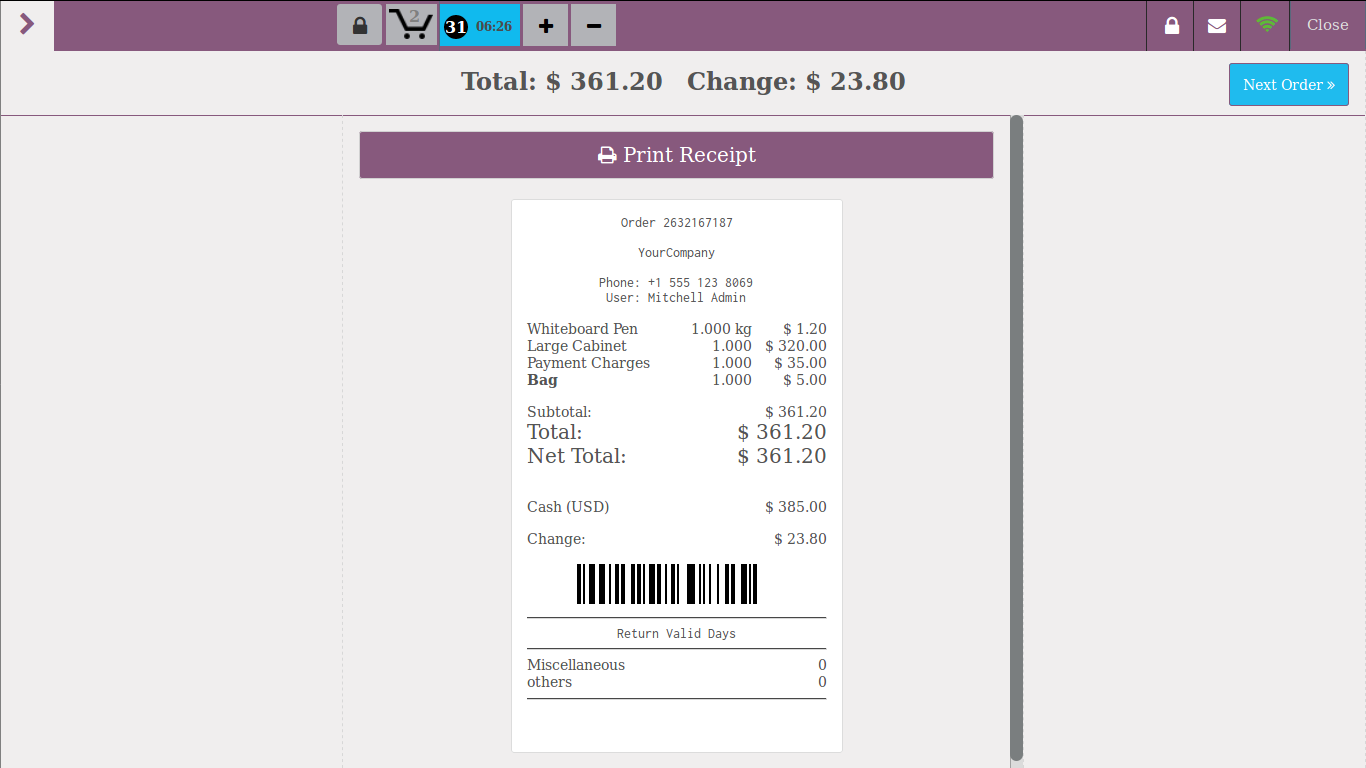 2
31 06:26
Close
Total: $ 361.20 Change: $ 23.80
Next Order »
Print Receipt
Order 2632167187
YourCompany
Phone: +1 555 123 8069
User: Mitchell Admin
Whiteboard Pen 1.000 kg $ 1.20
Large Cabinet 1.000 $ 320.00
Payment Charges 1.000 $ 35.00
Bag 1.000 $ 5.00
Subtotal: $ 361.20
Total: $ 361.20
Net Total: $ 361.20
Cash (USD) $ 385.00
Change: $ 23.80
Return Valid Days
Miscellaneous 0
others 0